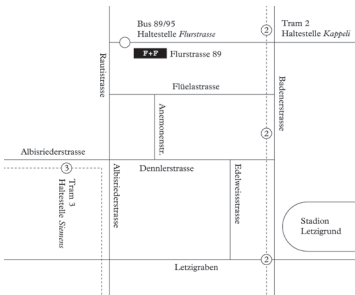 Bus 89/95
Haltestelle Flurstrasse
2
Tram 2
Haltestelle Kappeli
F+F Flurstrasse 89
Rautistrasse
Flüelastrasse
Badenerstrasse
Anemonenstr.
2
Albisriederstrasse
3
Dennlerstrasse
Tram 3
Haltestelle Siemens
Albisriederstrasse
Edelweissstrasse
Stadion
Letzigrund
2
Letzigraben